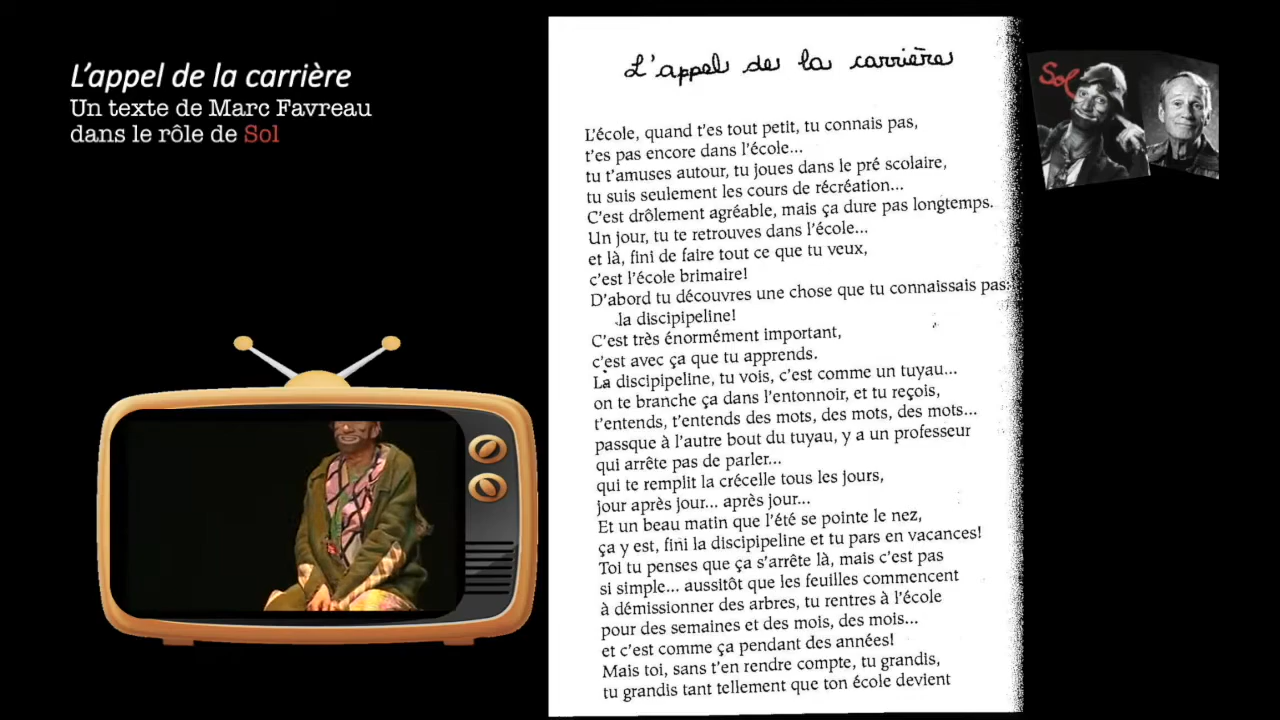 L'appel de la carrière
Un texte de Marc Favreau
dans le rôle de Sol
L'appel de la carrière
L'école, quand t'es tout petit, tu connais pas,
t'es pas encore dans l'école...
tu t'amuses autour, tu joues dans le pré scolaire,
tu suis seulement les cours de récréation...
C'est drôlement agréable, mais ça dure pas longtemps.
Un jour, tu te retrouves dans l'école...
et là, fini de faire tout ce que tu veux,
c'est l'école brimaire!
D'abord tu découvres une chose que tu connaissais pas:
la discipipeline!
C'est très énormément important,
c'est avec ça que tu apprends.
La discipipeline, tu vois, c'est comme un tuyau...
on te branche ça dans l'entonnoir, et tu reçois,
t'entends, t'entends des mots, des mots, des mots...
passque à l'autre bout du tuyau, y a un professeur
qui arrête pas de parler...
qui te remplit la crécelle tous les jours,
jour après jour... après jour...
Et un beau matin que l'été se pointe le nez,
ça y est, fini la discipipeline et tu pars en vacances!
Toi tu penses que ça s'arrête là, mais c'est pas
si simple... aussitôt que les feuilles commencent
à démissionner des arbres, tu rentres à l'école
pour des semaines et des mois, des mois...
et c'est comme ça pendant des années!
Mais toi, sans t'en rendre compte, tu grandis,
tu grandis tant tellement que ton école devient
Sol